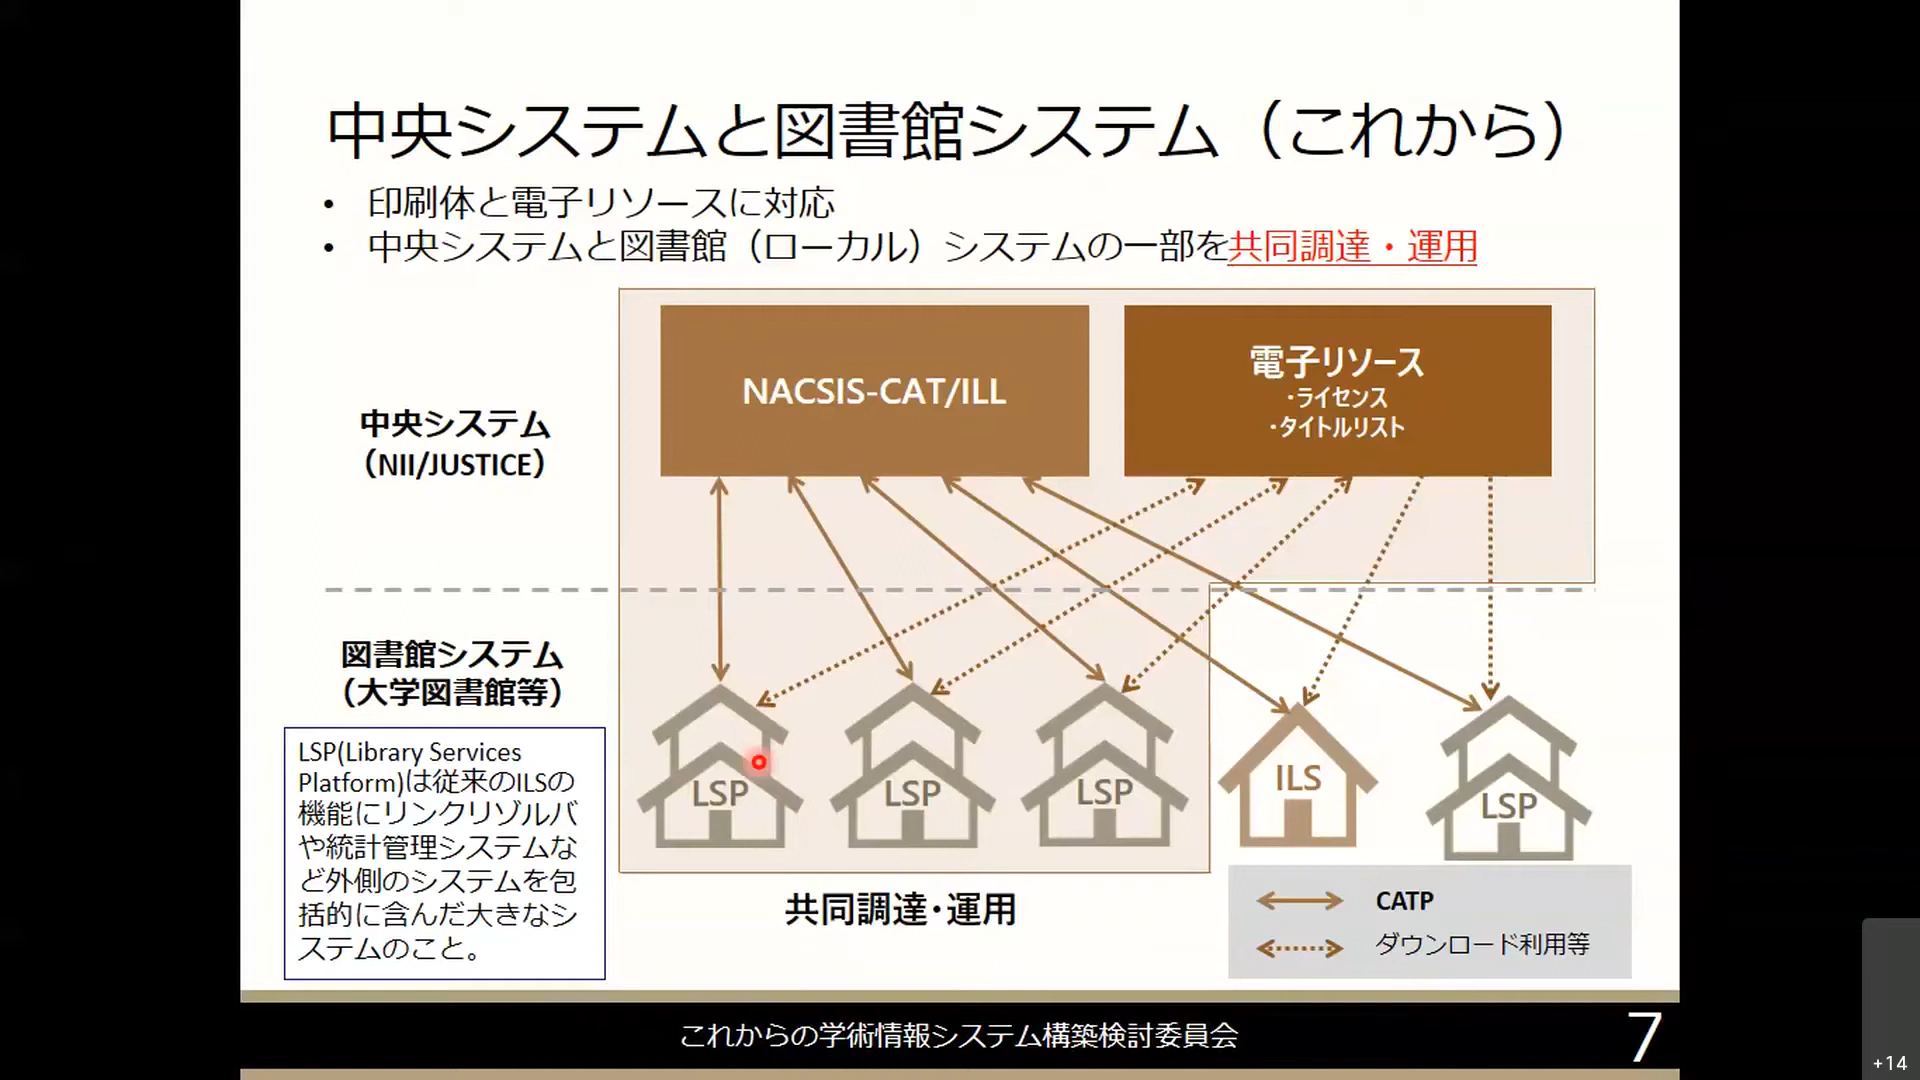 中央システムと図書館システム（これから）
• 印刷体と電子リソースに対応
• 中央システムと図書館（ローカル）システムの一部を共同調達・運用
NACSIS-CAT/ILL
電子リソース
・ライセンス
・タイトルリスト
中央システム
（NII/JUSTICE）
図書館システム
（大学図書館等）
LSP(Library Services
Platform)は従来のILSの
機能にリンクリゾルバ
や統計管理システムな
ど外側のシステムを包
括的に含んだ大きなシ
ステムのこと。
LSP
LSP
LSP
ILS
LSP
共同調達・運用
CATP
ダウンロード利用等
これからの学術情報システム構築検討委員会
7
+14